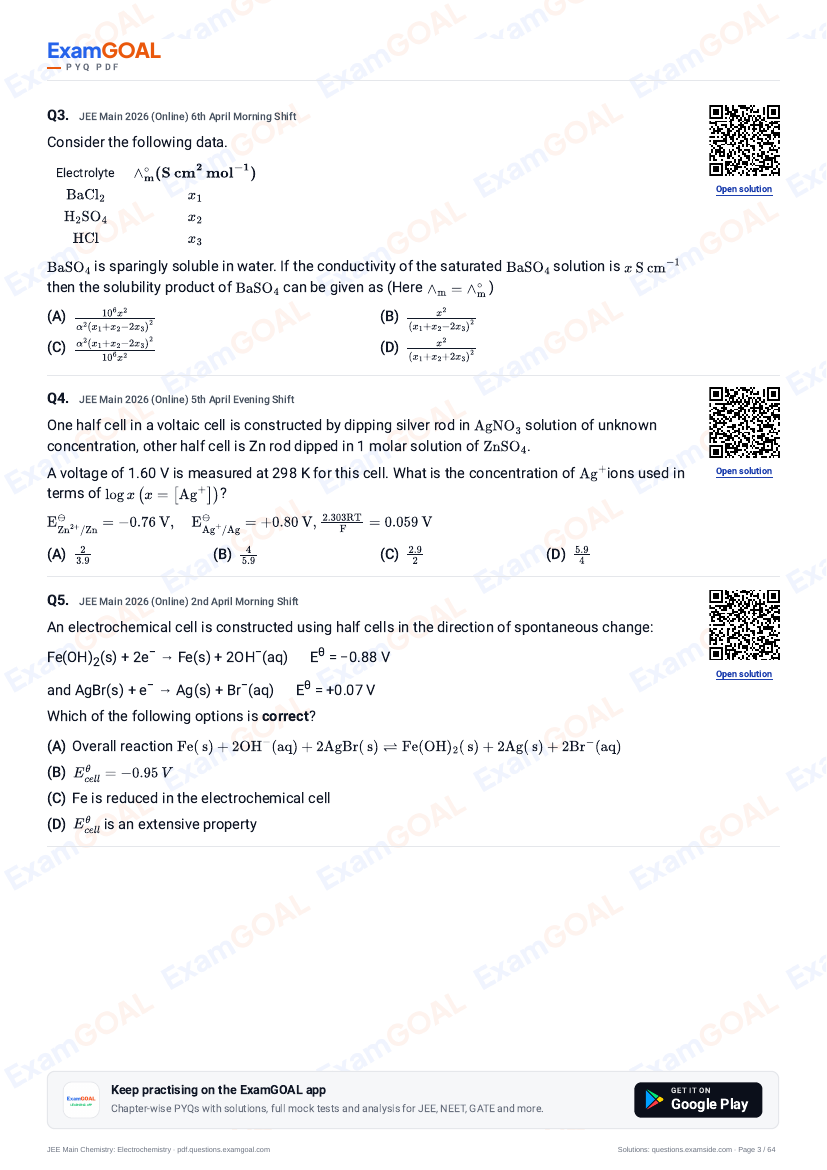 ExamGOAL
PYQ PDF
Q3. JEE Main 2026 (Online) 6th April Morning Shift
Open solution
Consider the following data.
Electrolyte ∧°ₘ(S cm² mol⁻¹)
BaCl₂ x₁
H₂SO₄ x₂
HCl x₃
BaSO₄ is sparingly soluble in water. If the conductivity of the saturated BaSO₄ solution is x S cm⁻¹
then the solubility product of BaSO₄ can be given as (Here ∧ₘ = ∧°ₘ )
(A) 10⁶x² / α²(x₁+x₂−2x₃)² (B) x² / (x₁+x₂−2x₃)²
(C) α²(x₁+x₂−2x₃)² / 10⁶x² (D) x² / (x₁+x₂+2x₃)²
Q4. JEE Main 2026 (Online) 5th April Evening Shift
Open solution
One half cell in a voltaic cell is constructed by dipping silver rod in AgNO₃ solution of unknown
concentration, other half cell is Zn rod dipped in 1 molar solution of ZnSO₄.
A voltage of 1.60 V is measured at 298 K for this cell. What is the concentration of Ag⁺ions used in
terms of log x (x = [Ag⁺])?
E⊖Zn²⁺/Zn = −0.76 V, E⊖Ag⁺/Ag = +0.80 V, 2.303RT/F = 0.059 V
(A) 2/3.9 (B) 4/5.9 (C) 2.9/2 (D) 5.9/4
Q5. JEE Main 2026 (Online) 2nd April Morning Shift
Open solution
An electrochemical cell is constructed using half cells in the direction of spontaneous change:
Fe(OH)₂(s) + 2e⁻ → Fe(s) + 2OH⁻(aq) Eᶿ = −0.88 V
and AgBr(s) + e⁻ → Ag(s) + Br⁻(aq) Eᶿ = +0.07 V
Which of the following options is correct?
(A) Overall reaction Fe( s) + 2OH⁻(aq) + 2AgBr( s) ⇌ Fe(OH)₂( s) + 2Ag( s) + 2Br⁻(aq)
(B) Eᶿcell = −0.95 V
(C) Fe is reduced in the electrochemical cell
(D) Eᶿcell is an extensive property
Keep practising on the ExamGOAL app
Chapter-wise PYQs with solutions, full mock tests and analysis for JEE, NEET, GATE and more.
GET IT ON
Google Play
JEE Main Chemistry: Electrochemistry · pdf.questions.examgoal.com
Solutions: questions.examside.com · Page 3 / 64